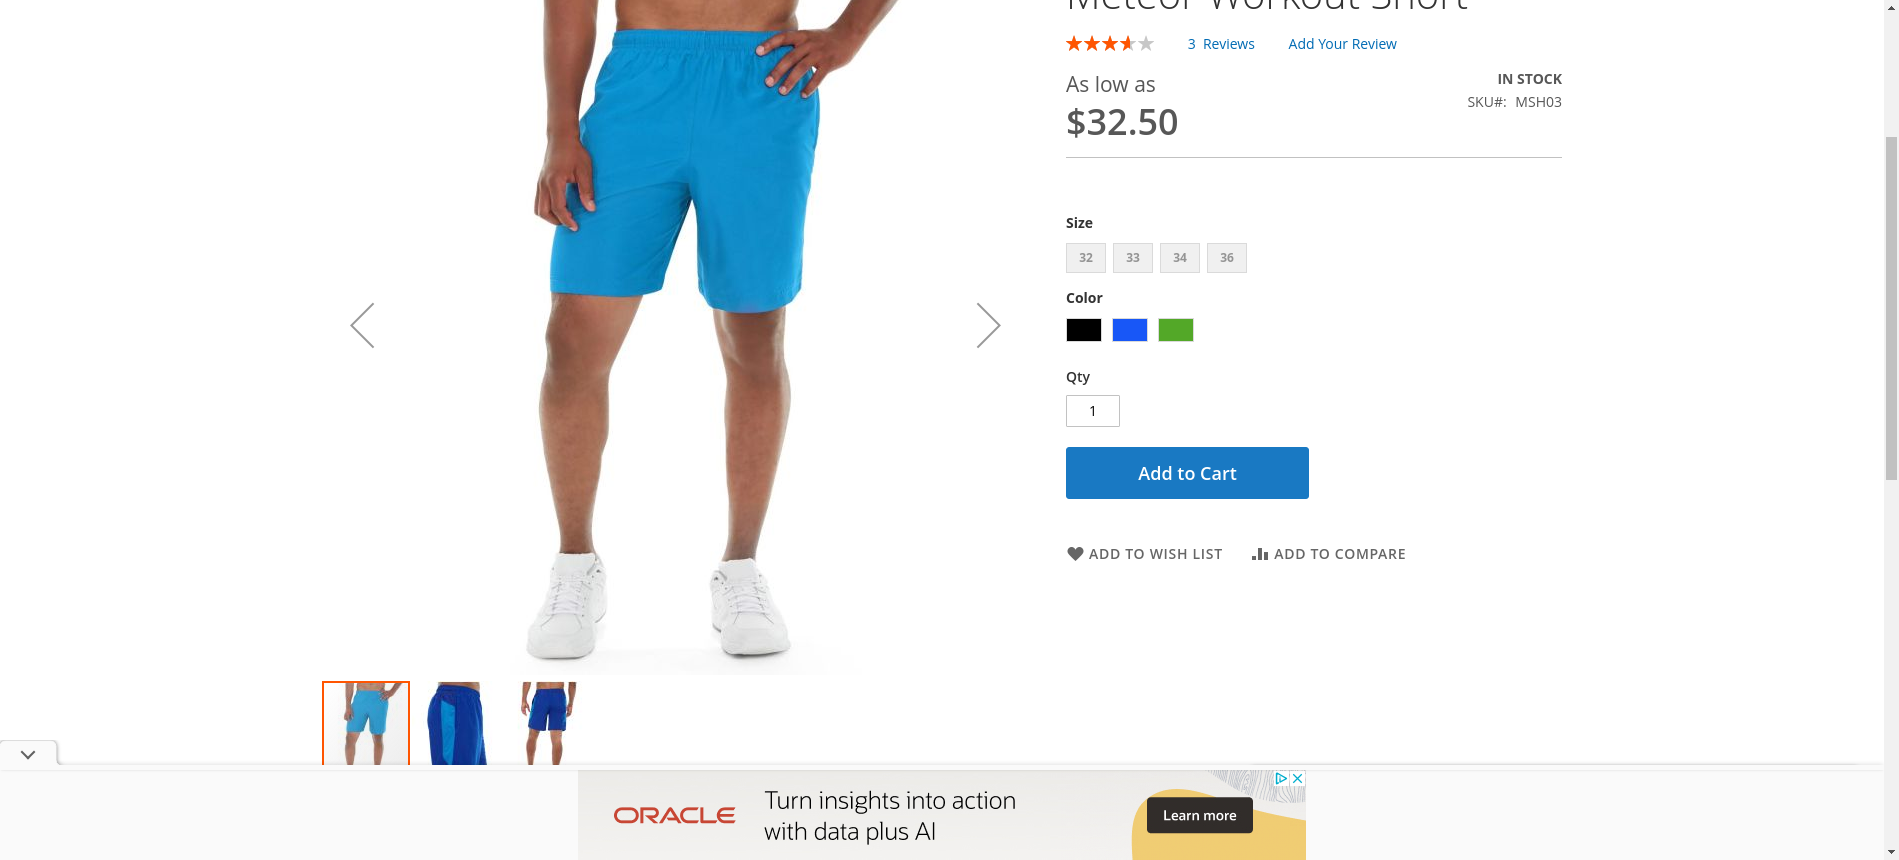 Meteor Workout Short
3 Reviews Add Your Review
As low as
$32.50
IN STOCK
SKU#: MSH03
Size
32 33 34 36
Color
Qty
1
Add to Cart
ADD TO WISH LIST ADD TO COMPARE
ORACLE
Turn insights into action
with data plus AI
Learn more